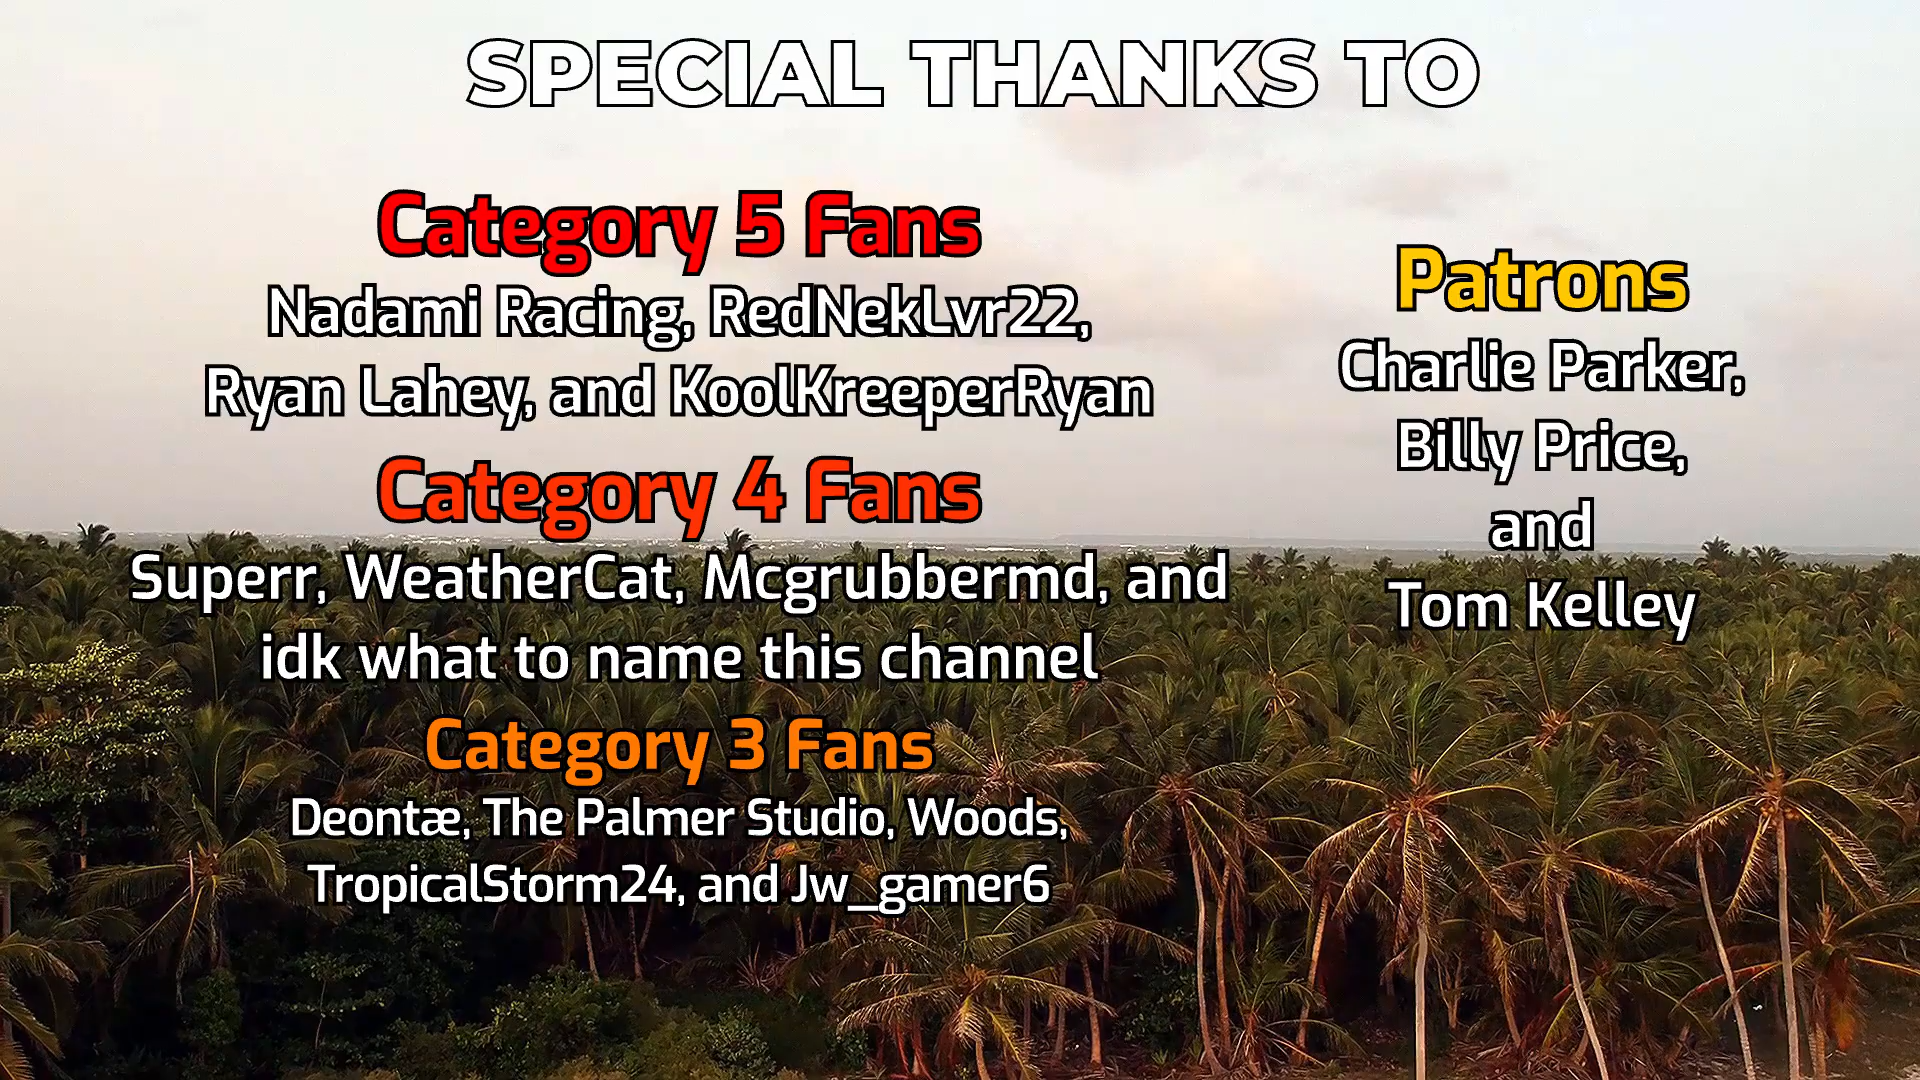 SPECIAL THANKS TO
Category 5 Fans
Nadami Racing, RedNekLvr22,
Ryan Lahey, and KoolKreeperRyan
Category 4 Fans
Superr, WeatherCat, Mcgrubbermd, and
idk what to name this channel
Category 3 Fans
Deontæ, The Palmer Studio, Woods,
TropicalStorm24, and Jw_gamer6
Patrons
Charlie Parker,
Billy Price,
and
Tom Kelley